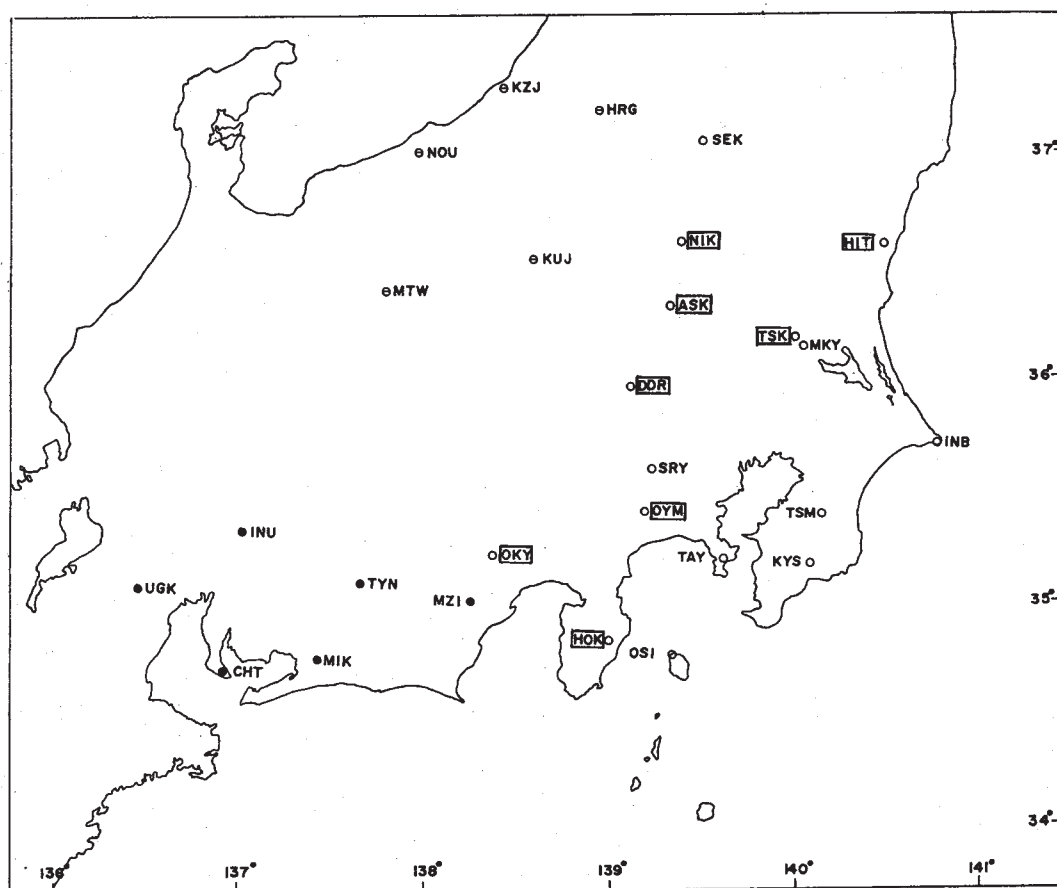 KZJ
HRG
SEK
37°
NOU
NIK
HIT
KUJ
MTW
ASK
TSK
MKY
36°
DDR
INB
SRY
OYM
TSM
INU
OKY
TAY
KYS
UGK
TYN
MZI
35°
HOK
OSI
MIK
CHT
34°
136° 137° 138° 139° 140° 141°